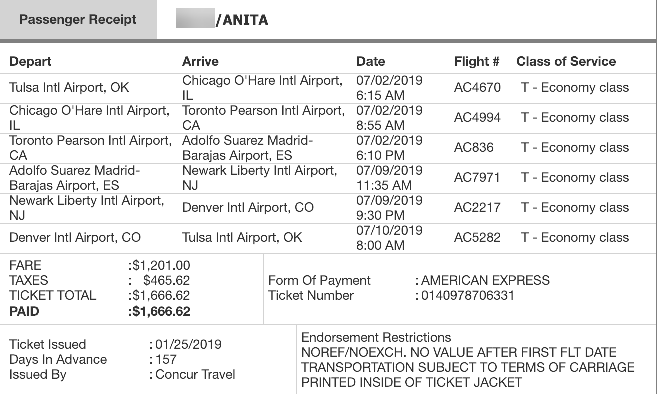 Passenger Receipt /ANITA
Depart Arrive Date Flight # Class of Service
Tulsa Intl Airport, OK Chicago O'Hare Intl Airport, IL 07/02/2019 6:15 AM AC4670 T - Economy class
Chicago O'Hare Intl Airport, IL Toronto Pearson Intl Airport, CA 07/02/2019 8:55 AM AC4994 T - Economy class
Toronto Pearson Intl Airport, CA Adolfo Suarez Madrid-Barajas Airport, ES 07/02/2019 6:10 PM AC836 T - Economy class
Adolfo Suarez Madrid-Barajas Airport, ES Newark Liberty Intl Airport, NJ 07/09/2019 11:35 AM AC7971 T - Economy class
Newark Liberty Intl Airport, NJ Denver Intl Airport, CO 07/09/2019 9:30 PM AC2217 T - Economy class
Denver Intl Airport, CO Tulsa Intl Airport, OK 07/10/2019 8:00 AM AC5282 T - Economy class
FARE :$1,201.00
TAXES : $465.62
TICKET TOTAL :$1,666.62
PAID :$1,666.62
Form Of Payment : AMERICAN EXPRESS
Ticket Number : 0140978706331
Ticket Issued : 01/25/2019
Days In Advance : 157
Issued By : Concur Travel
Endorsement Restrictions
NOREF/NOEXCH. NO VALUE AFTER FIRST FLT DATE
TRANSPORTATION SUBJECT TO TERMS OF CARRIAGE
PRINTED INSIDE OF TICKET JACKET